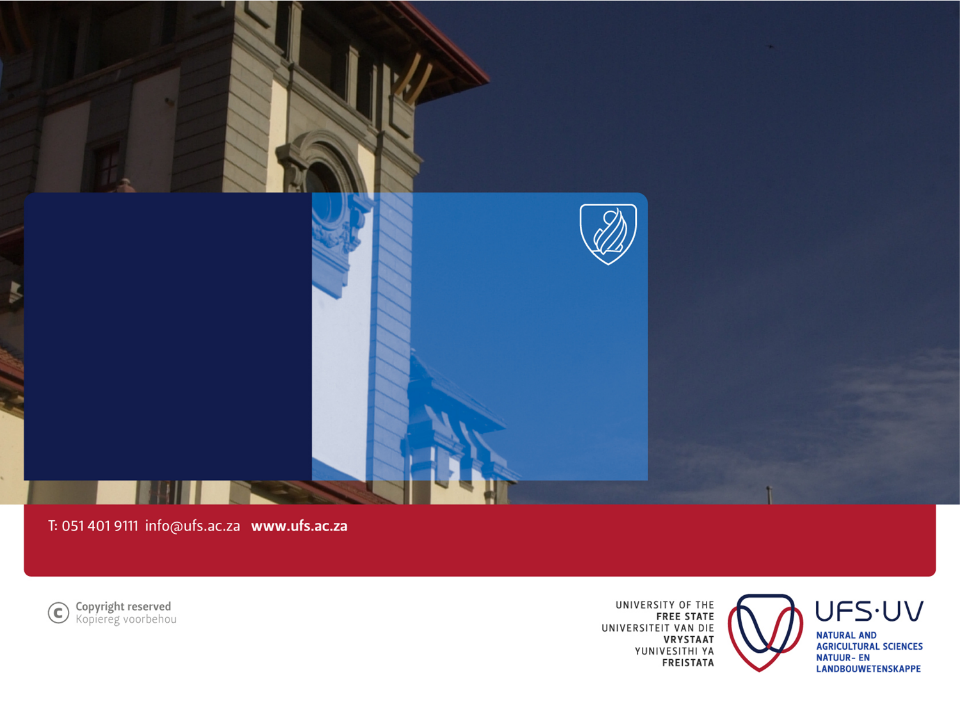 T: 051 401 9111 info@ufs.ac.za www.ufs.ac.za
© Copyright reserved
Kopiereg voorbehou
UNIVERSITY OF THE
FREE STATE
UNIVERSITEIT VAN DIE
VRYSTAAT
YUNIVESITHI YA
FREISTATA
UFS·UV
NATURAL AND
AGRICULTURAL SCIENCES
NATUUR- EN
LANDBOUWETENSKAPPE